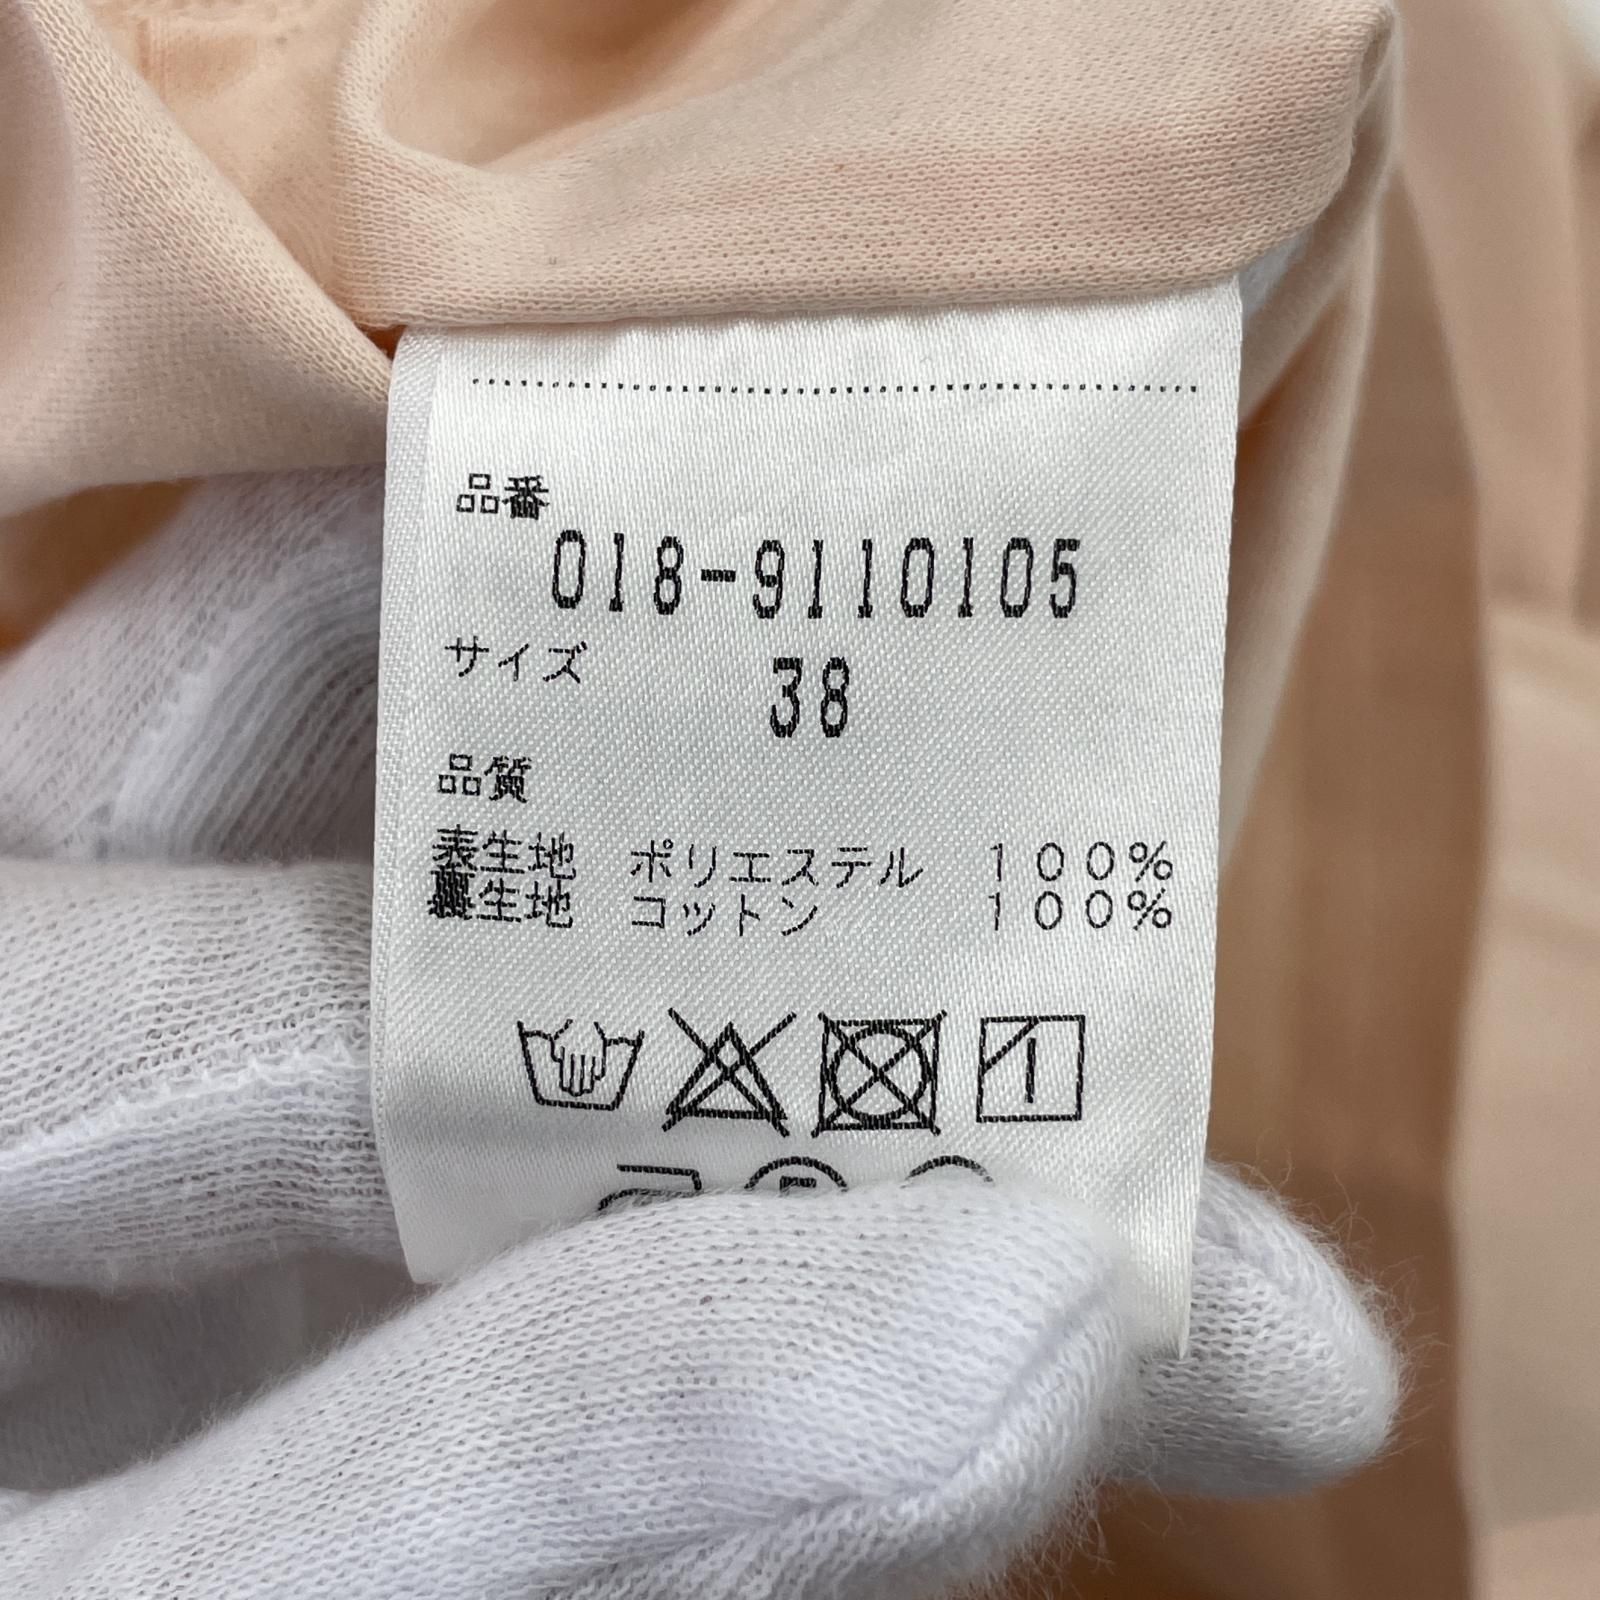 品番
018-9110105
サイズ 38
品質
表生地 ポリエステル 100%
裏生地 コットン 100%